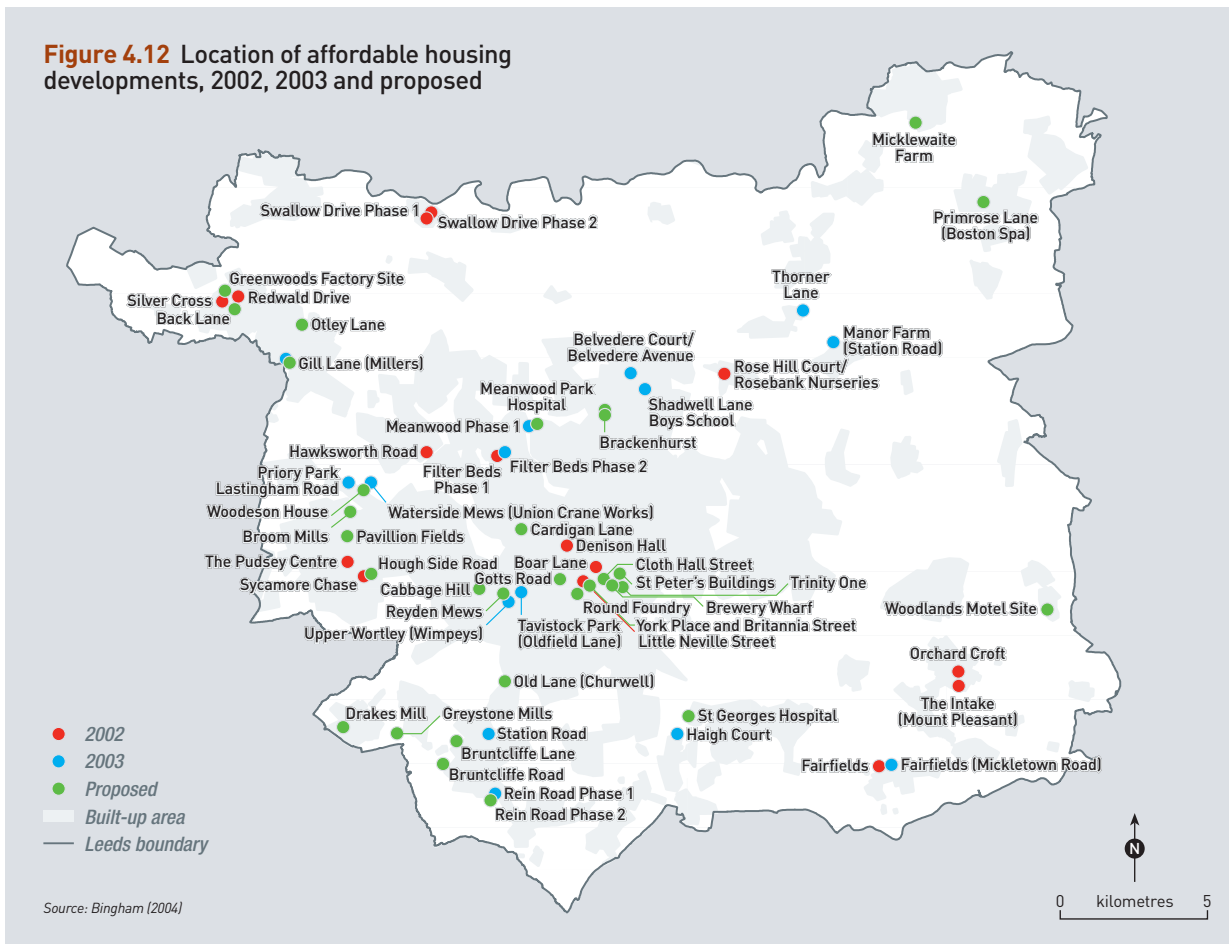 Figure 4.12 Location of affordable housing
developments, 2002, 2003 and proposed
Micklewaite
Farm
Primrose Lane
(Boston Spa)
Swallow Drive Phase 1
Swallow Drive Phase 2
Greenwoods Factory Site
Silver Cross
Redwald Drive
Back Lane
Otley Lane
Thorner
Lane
Manor Farm
(Station Road)
Gill Lane (Millers)
Belvedere Court/
Belvedere Avenue
Rose Hill Court/
Rosebank Nurseries
Meanwood Park
Hospital
Shadwell Lane
Boys School
Meanwood Phase 1
Brackenhurst
Hawksworth Road
Filter Beds
Phase 1
Filter Beds Phase 2
Priory Park
Lastingham Road
Woodeson House
Waterside Mews (Union Crane Works)
Broom Mills
Pavillion Fields
Cardigan Lane
Denison Hall
The Pudsey Centre
Hough Side Road
Sycamore Chase
Boar Lane
Cloth Hall Street
Gotts Road
St Peter's Buildings
Trinity One
Cabbage Hill
Reyden Mews
Round Foundry
Brewery Wharf
Upper Wortley (Wimpeys)
Tavistock Park
(Oldfield Lane)
York Place and Britannia Street
Little Neville Street
Woodlands Motel Site
Orchard Croft
The Intake
(Mount Pleasant)
Old Lane (Churwell)
Drakes Mill
Greystone Mills
St Georges Hospital
Station Road
Haigh Court
Bruntcliffe Lane
Bruntcliffe Road
Fairfields
Fairfields (Mickletown Road)
Rein Road Phase 1
Rein Road Phase 2
2002
2003
Proposed
Built-up area
Leeds boundary
N
0 kilometres 5
Source: Bingham (2004)